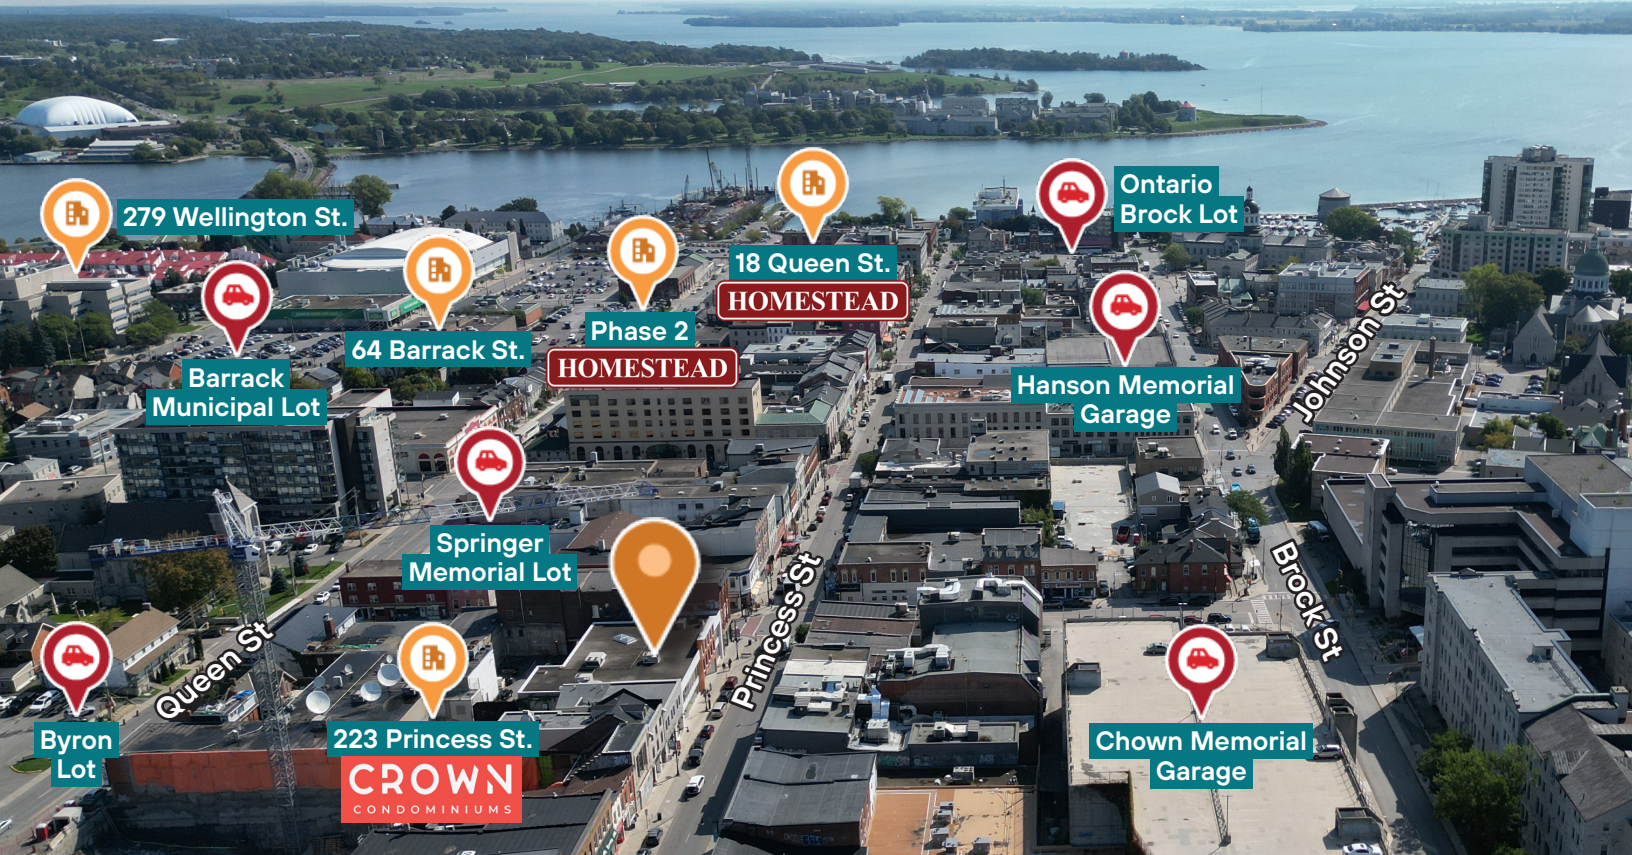 279 Wellington St.
Barrack
Municipal Lot
64 Barrack St.
Phase 2
HOMESTEAD
18 Queen St.
HOMESTEAD
Ontario
Brock Lot
Hanson Memorial
Garage
Johnson St
Springer
Memorial Lot
Queen St
Princess St
Brock St
Byron
Lot
223 Princess St.
CROWN
CONDOMINIUMS
Chown Memorial
Garage